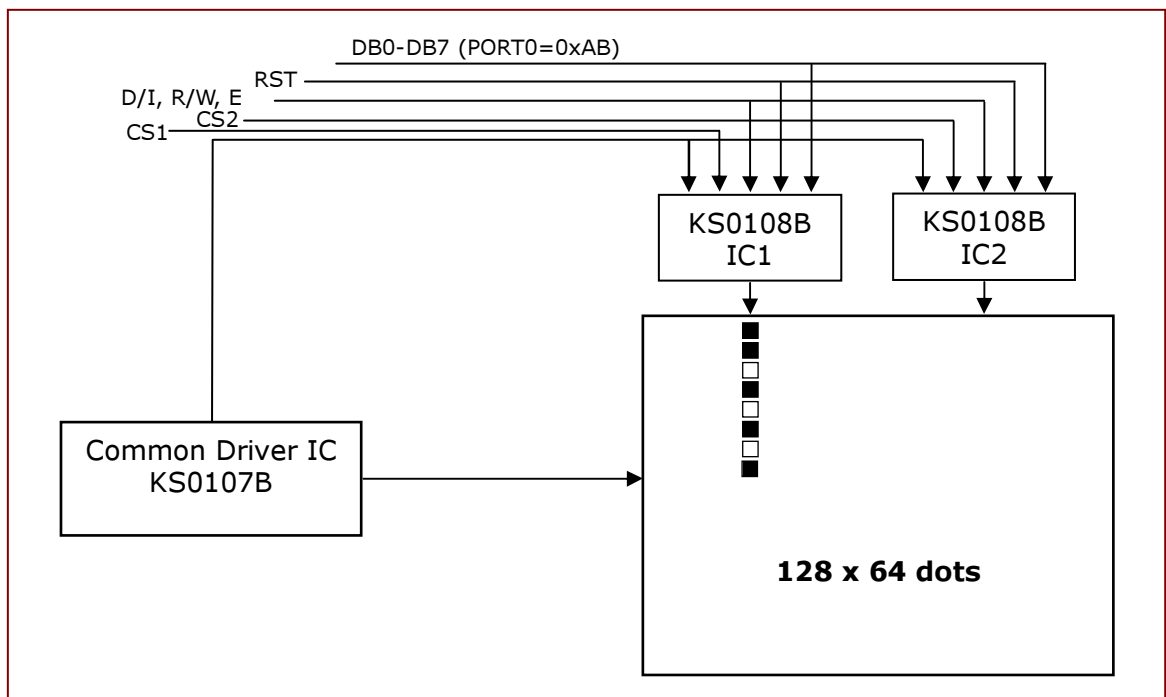 DB0-DB7 (PORT0=0xAB)
RST
D/I, R/W, E
CS2
CS1
KS0108B
IC1
KS0108B
IC2
Common Driver IC
KS0107B
128 x 64 dots